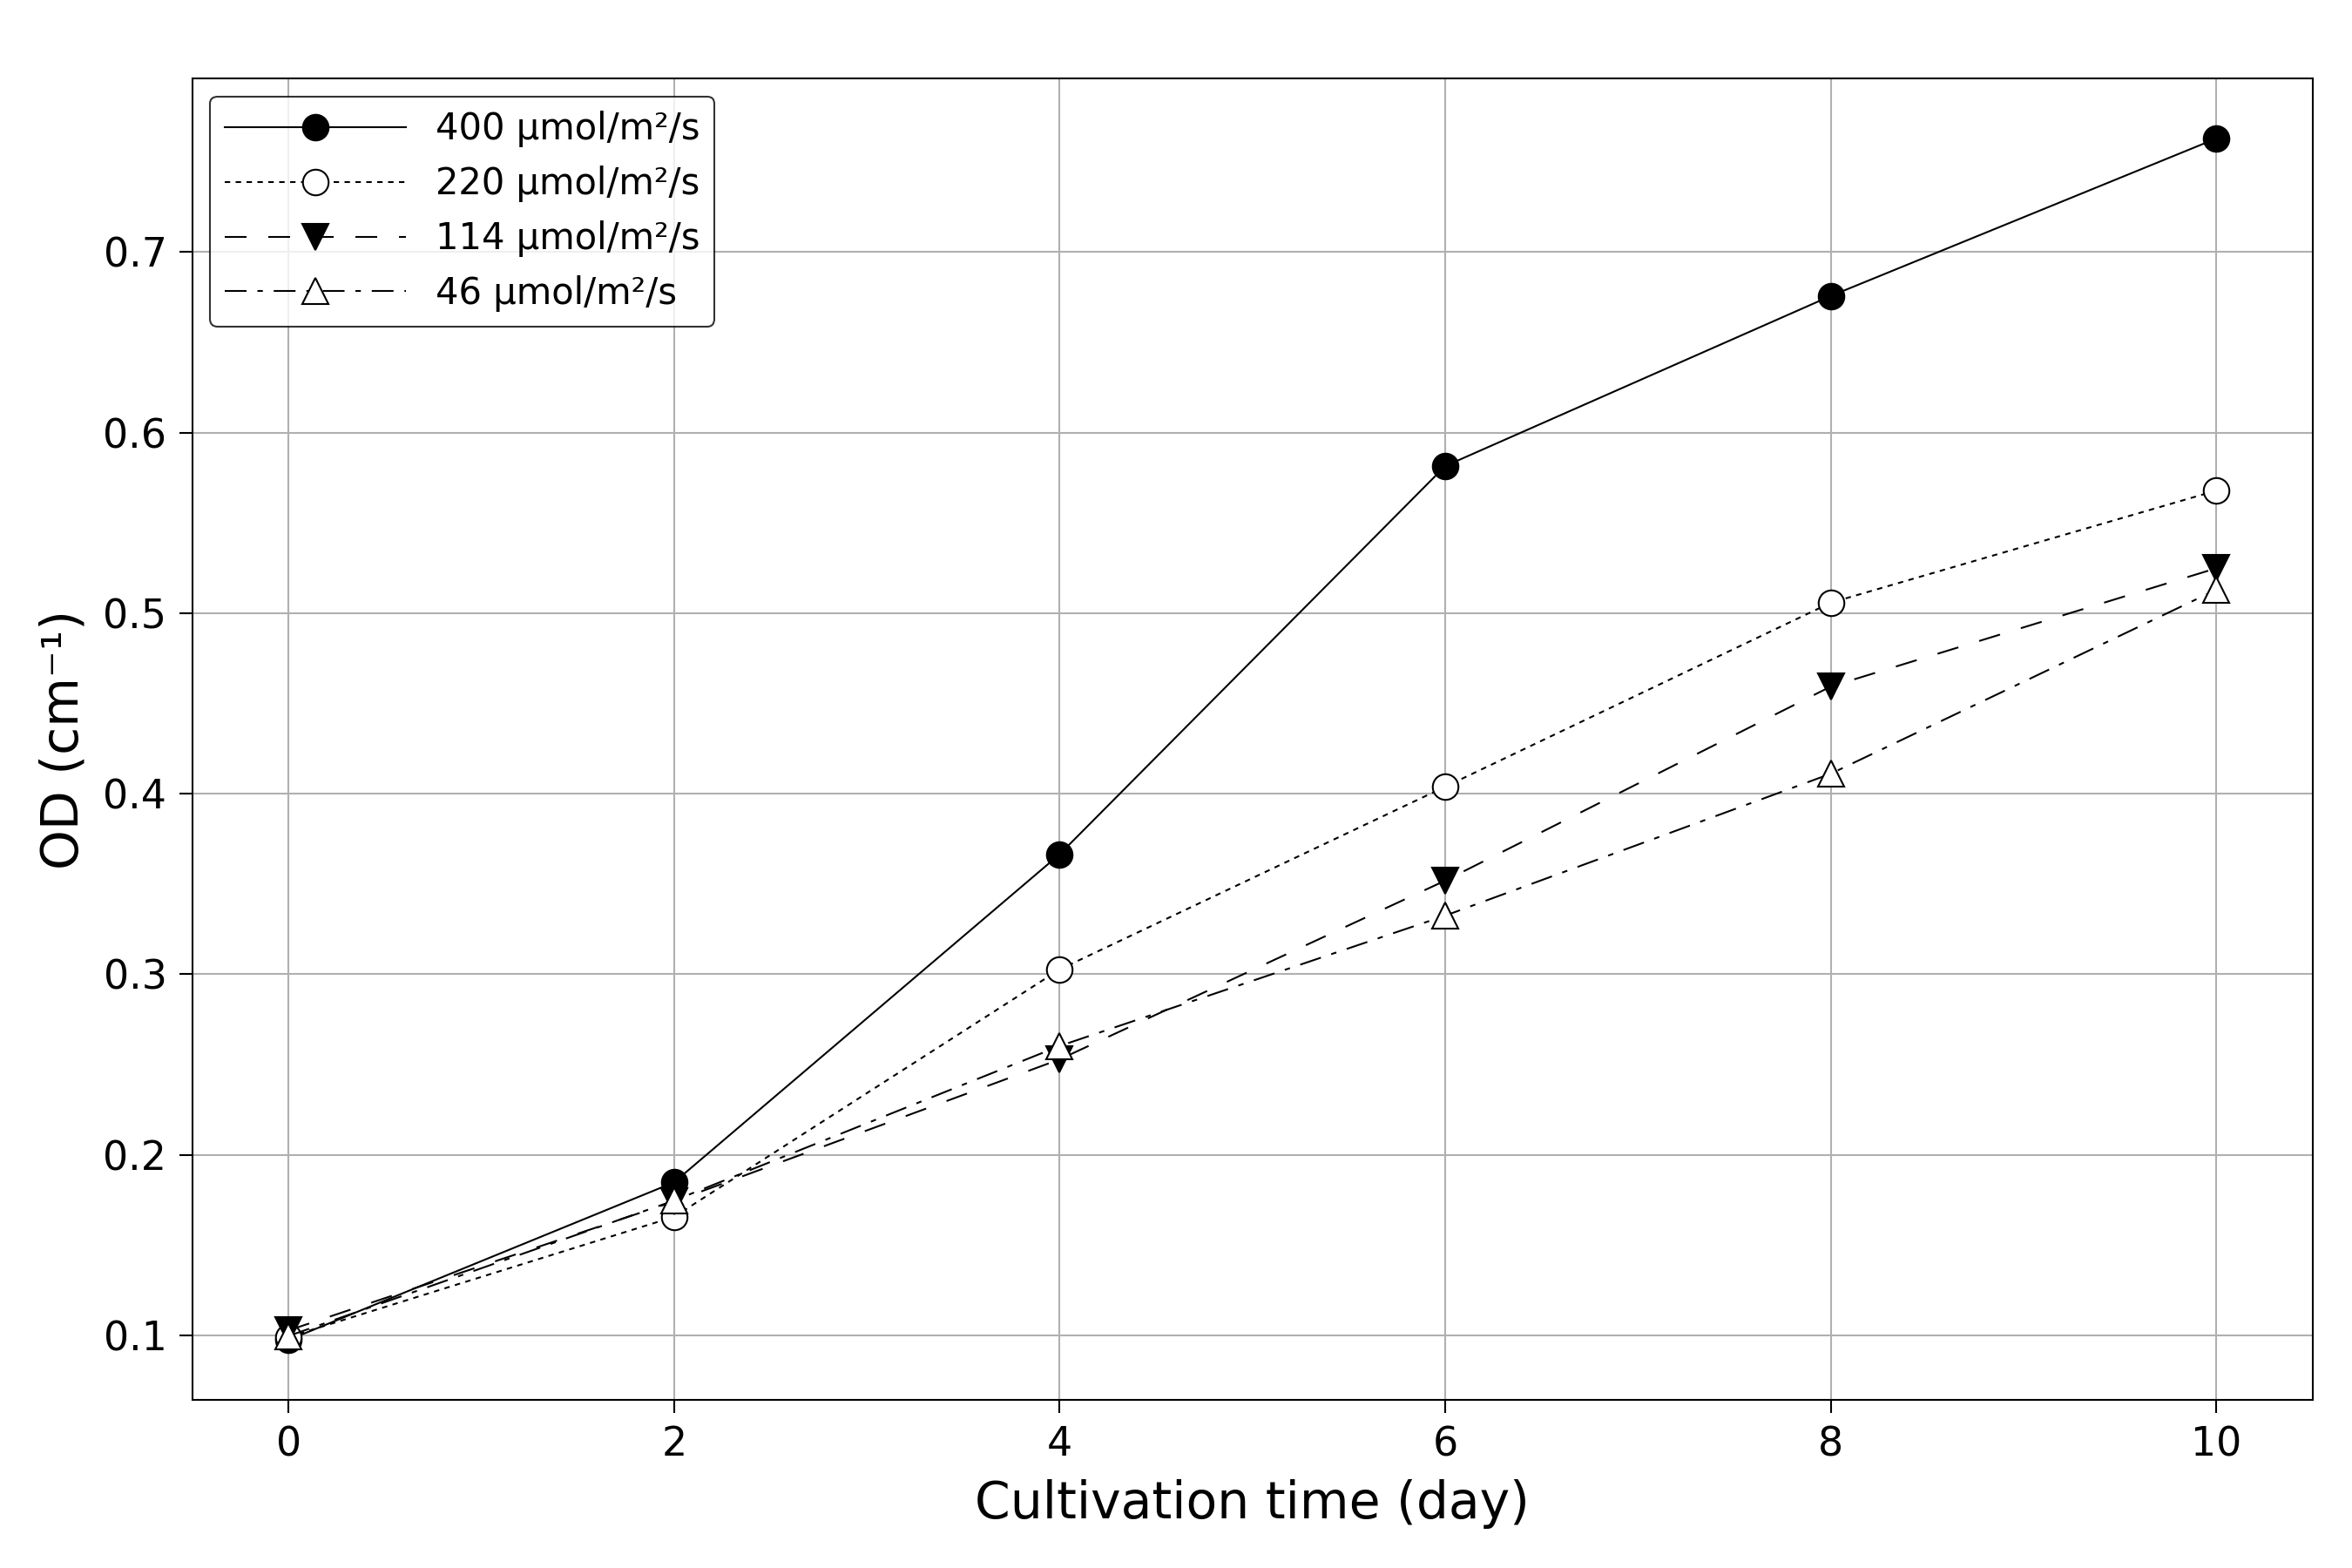 400 μmol/m²/s
220 μmol/m²/s
114 μmol/m²/s
46 μmol/m²/s
OD (cm⁻¹)
0.7
0.6
0.5
0.4
0.3
0.2
0.1
0 2 4 6 8 10
Cultivation time (day)